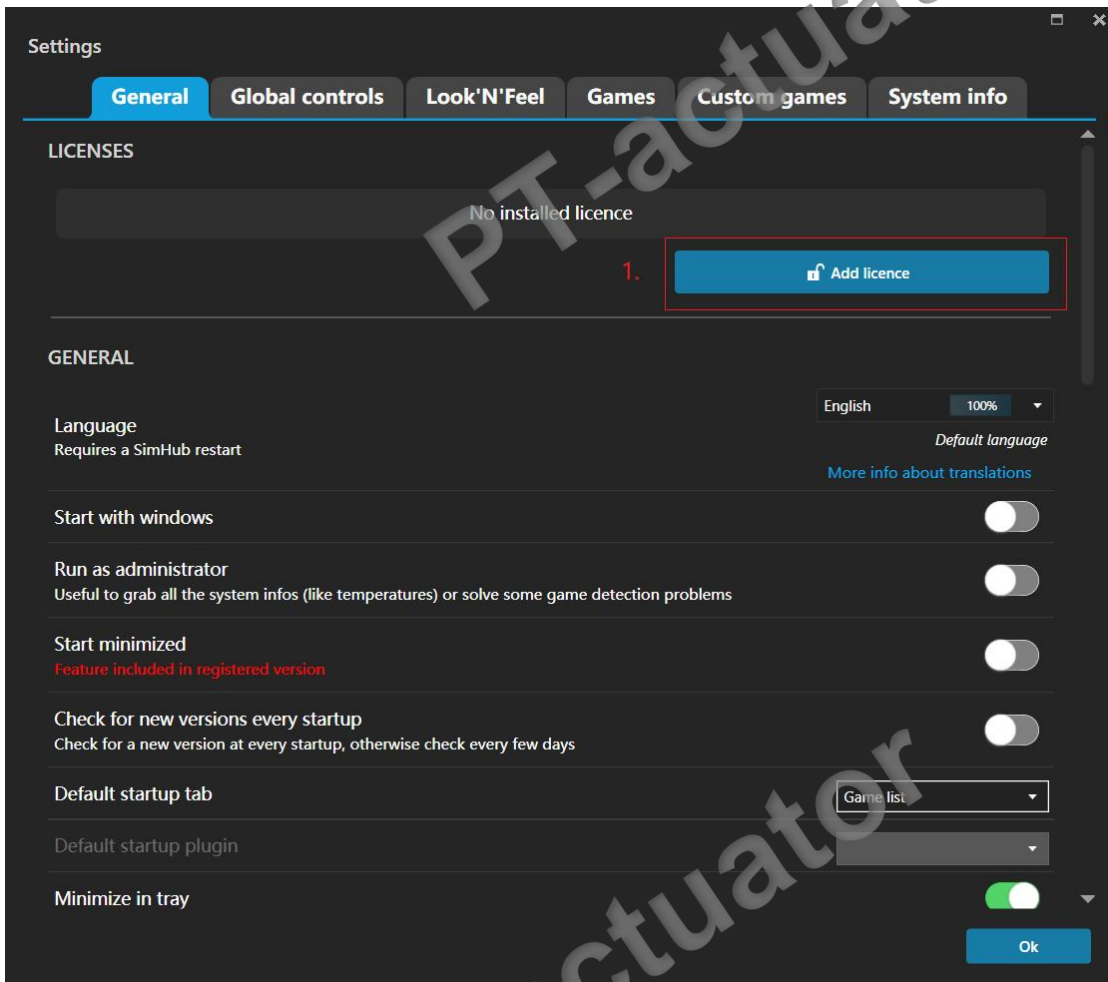 Settings
General Global controls Look'N'Feel Games Custom games System info
LICENSES
No installed licence
1. Add licence
GENERAL
English 100%
Language
Default language
Requires a SimHub restart
More info about translations
Start with windows
Run as administrator
Useful to grab all the system infos (like temperatures) or solve some game detection problems
Start minimized
Feature included in registered version
Check for new versions every startup
Check for a new version at every startup, otherwise check every few days
Default startup tab Game list
Default startup plugin
Minimize in tray
Ok
PT-actua
ctuator